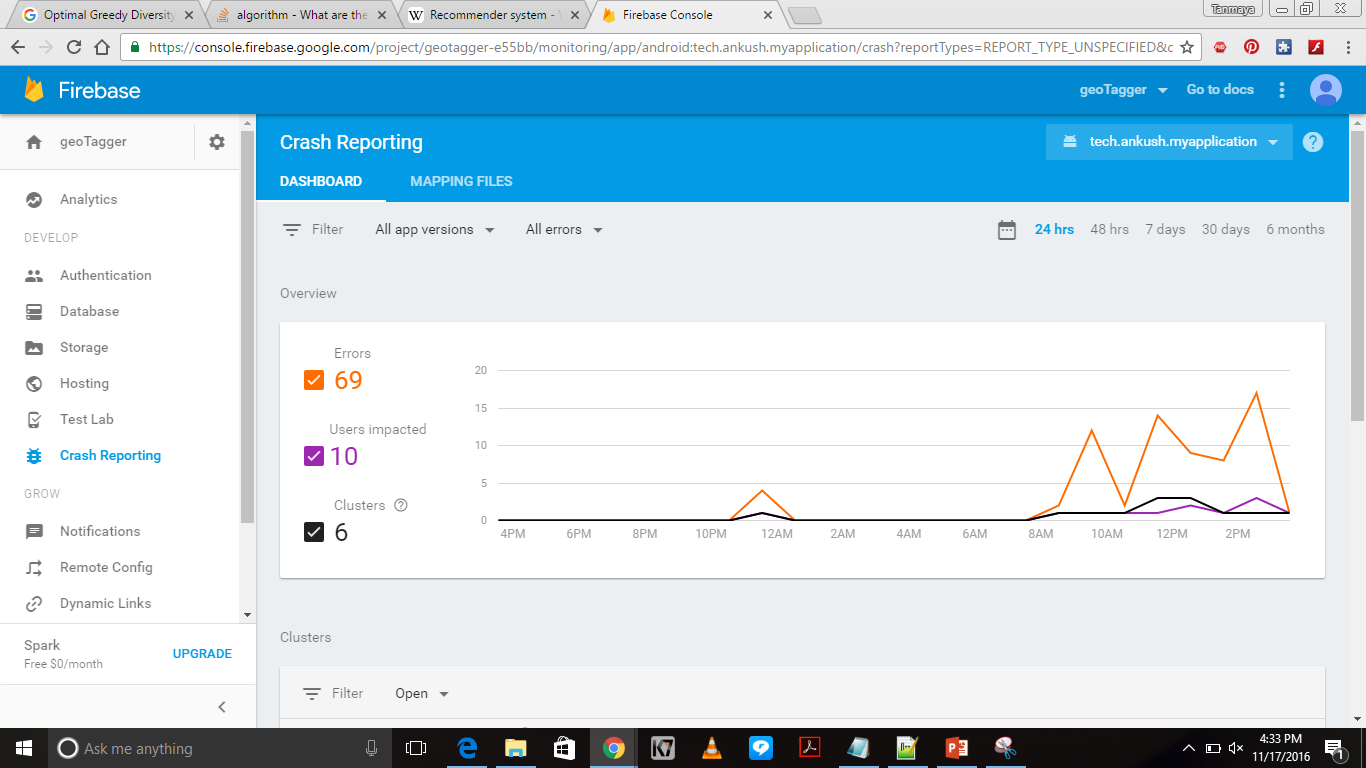 Optimal Greedy Diversity
algorithm - What are the
Recommender system -
Firebase Console
Tanmaya
https://console.firebase.google.com/project/geotagger-e55bb/monitoring/app/android:tech.ankush.myapplication/crash?reportTypes=REPORT_TYPE_UNSPECIFIED&c
Firebase
geoTagger
Go to docs
geoTagger
Analytics
DEVELOP
Authentication
Database
Storage
Hosting
Test Lab
Crash Reporting
GROW
Notifications
Remote Config
Dynamic Links
Spark
Free $0/month
UPGRADE
Crash Reporting
tech.ankush.myapplication
DASHBOARD
MAPPING FILES
Filter
All app versions
All errors
24 hrs
48 hrs
7 days
30 days
6 months
Overview
Errors
69
Users impacted
10
Clusters
6
20
15
10
5
0
4PM
6PM
8PM
10PM
12AM
2AM
4AM
6AM
8AM
10AM
12PM
2PM
Clusters
Filter
Open
Ask me anything
4:33 PM
11/17/2016
1